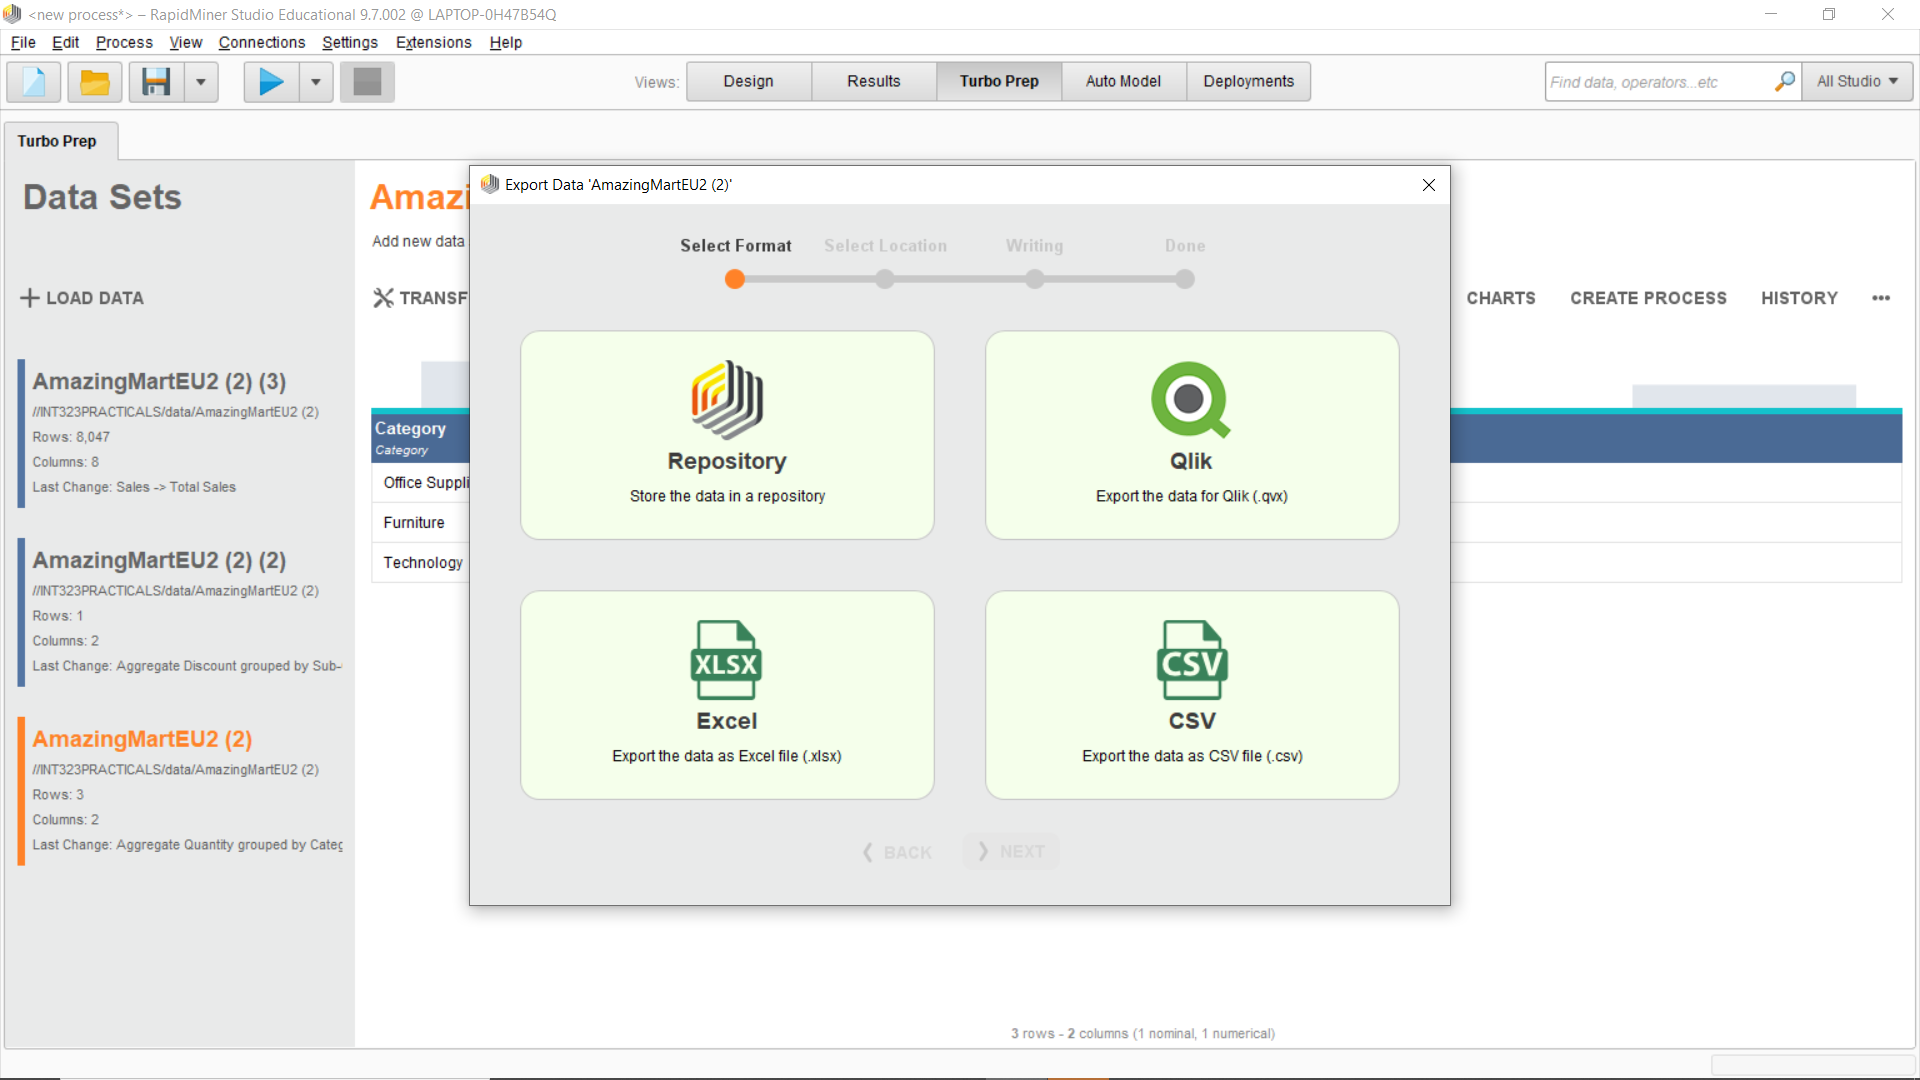 <new process*> – RapidMiner Studio Educational 9.7.002 @ LAPTOP-0H47B54Q
File Edit Process View Connections Settings Extensions Help
Views: Design Results Turbo Prep Auto Model Deployments
Find data, operators...etc
All Studio
Turbo Prep
Data Sets
LOAD DATA
AmazingMartEU2 (2) (3)
//INT323PRACTICALS/data/AmazingMartEU2 (2)
Rows: 8,047
Columns: 8
Last Change: Sales -> Total Sales
AmazingMartEU2 (2) (2)
//INT323PRACTICALS/data/AmazingMartEU2 (2)
Rows: 1
Columns: 2
Last Change: Aggregate Discount grouped by Sub-
AmazingMartEU2 (2)
//INT323PRACTICALS/data/AmazingMartEU2 (2)
Rows: 3
Columns: 2
Last Change: Aggregate Quantity grouped by Categ
Amazi
Add new data
TRANSF
CHARTS CREATE PROCESS HISTORY •••
Category
Category
Office Suppli
Furniture
Technology
Export Data 'AmazingMartEU2 (2)'
Select Format Select Location Writing Done
Repository
Store the data in a repository
Qlik
Export the data for Qlik (.qvx)
XLSX
Excel
Export the data as Excel file (.xlsx)
CSV
CSV
Export the data as CSV file (.csv)
BACK NEXT
3 rows - 2 columns (1 nominal, 1 numerical)